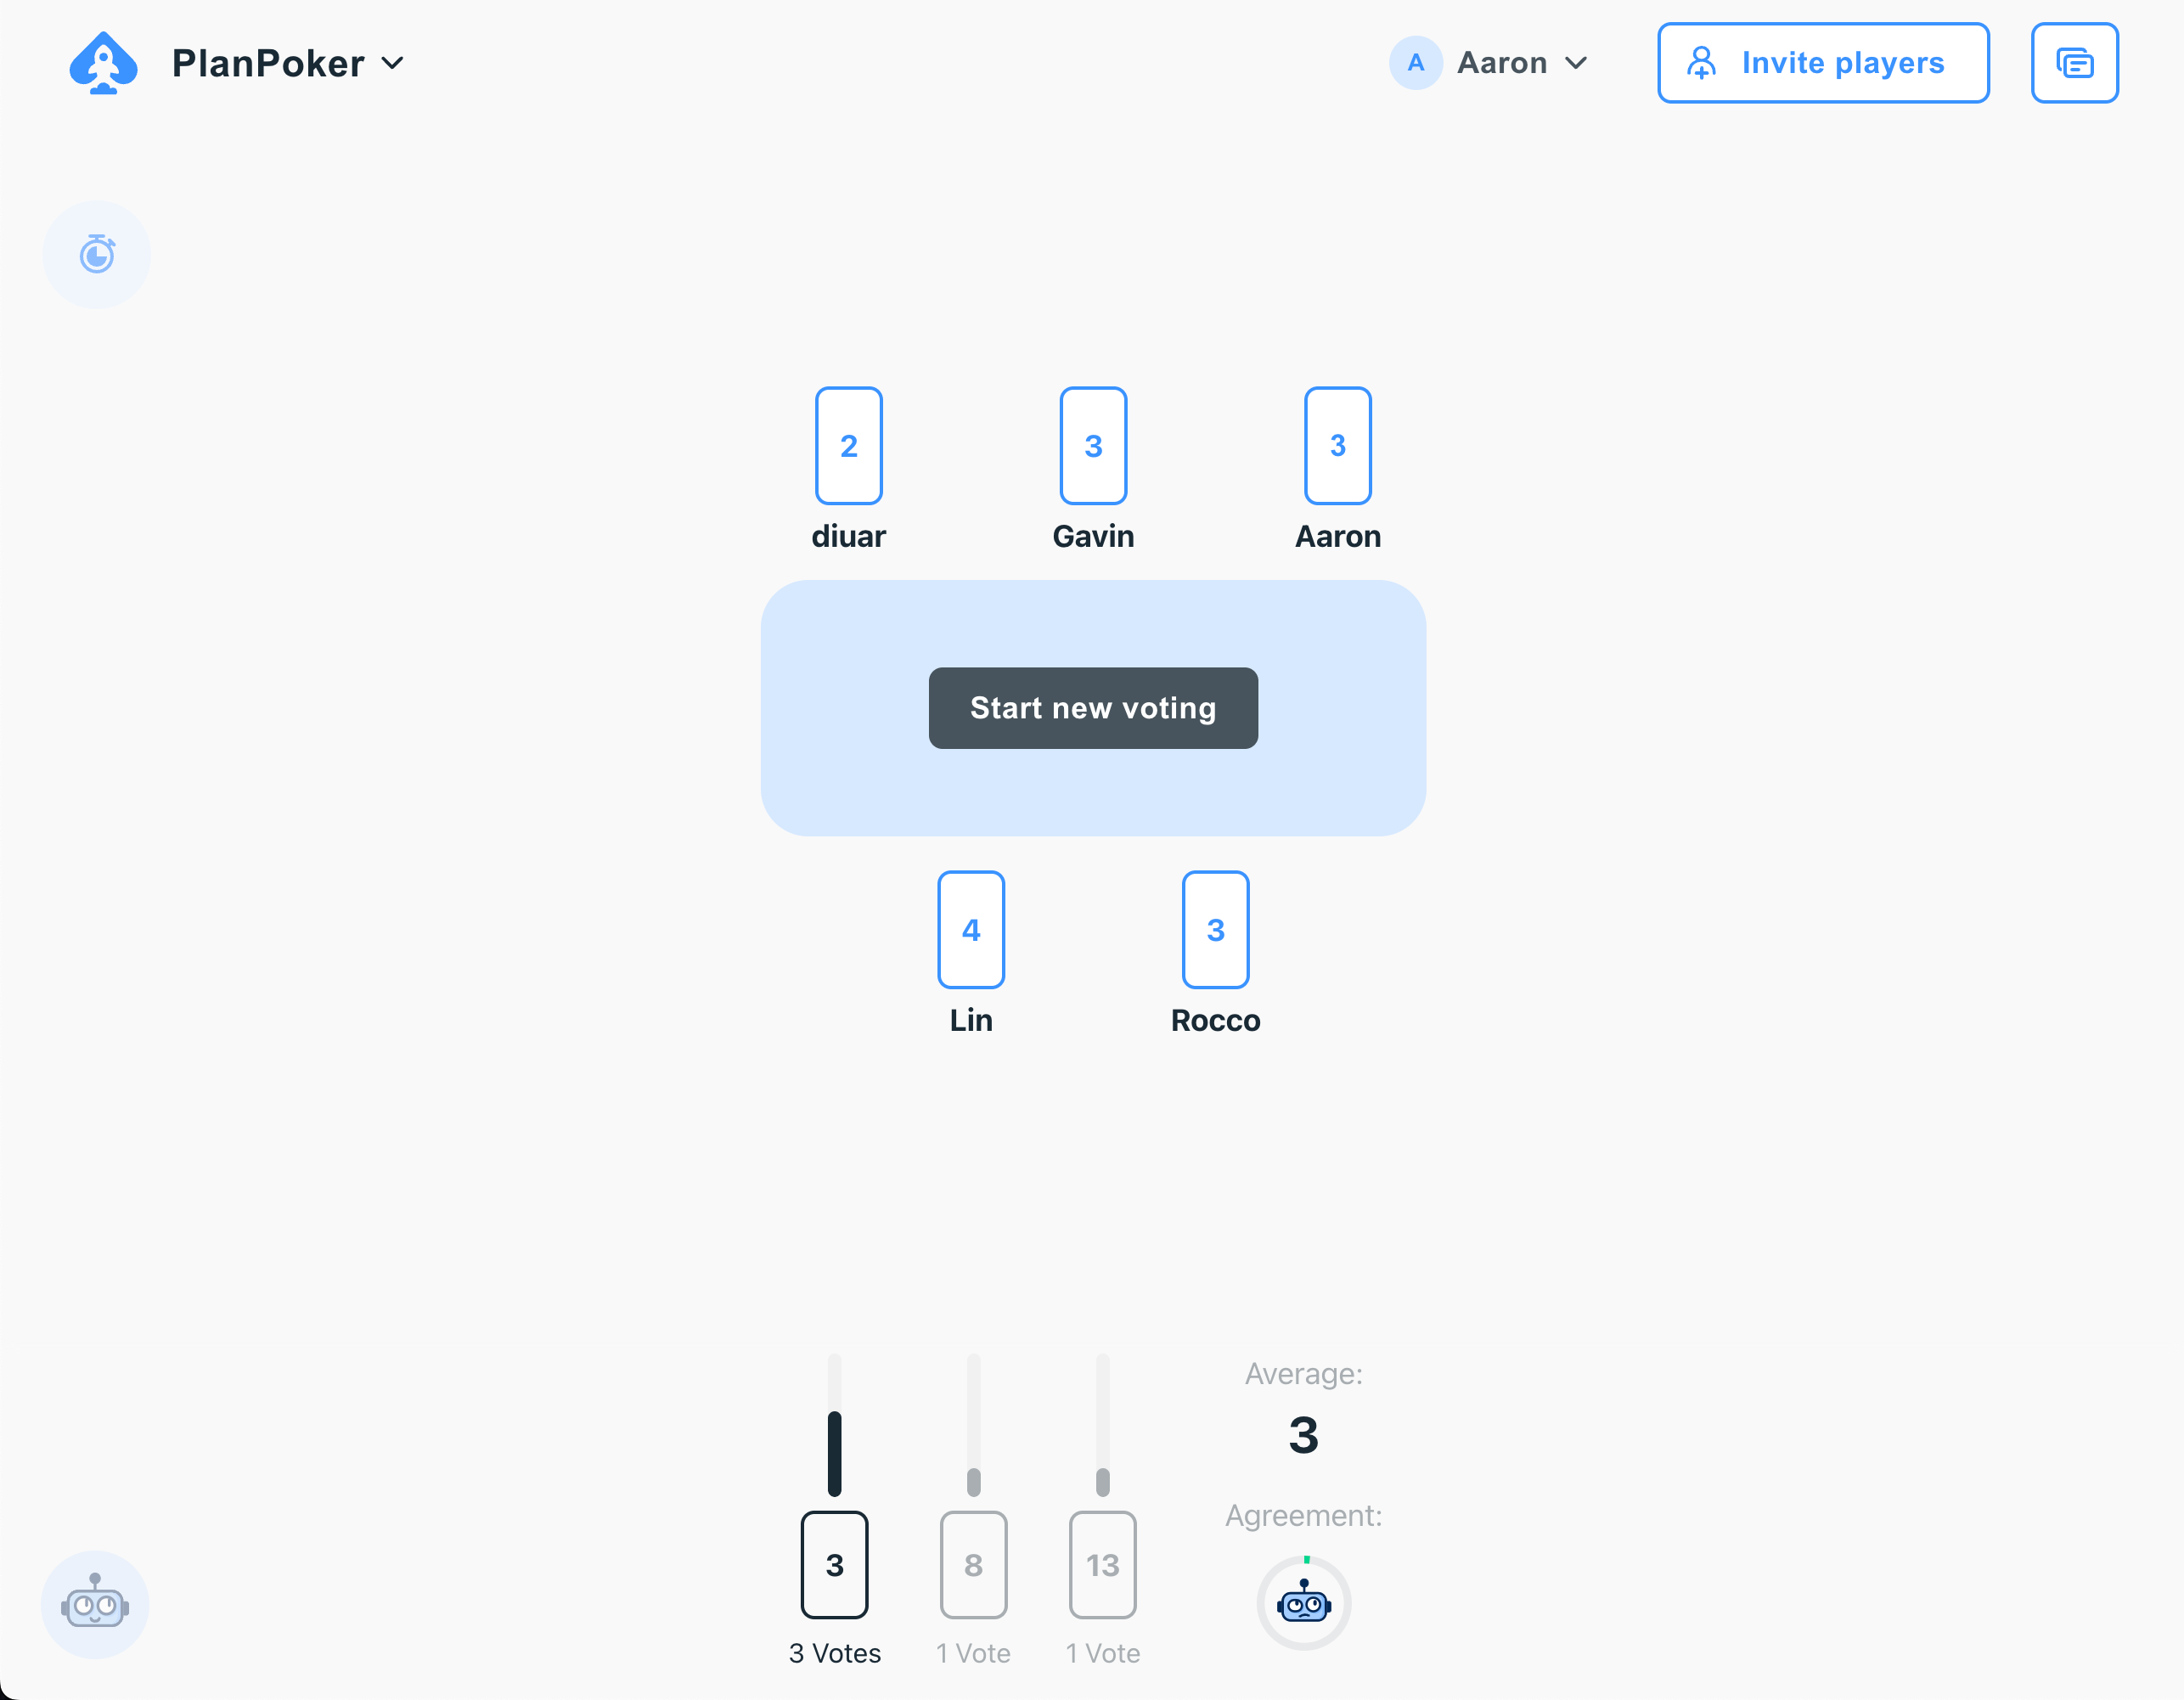 PlanPoker
A Aaron
Invite players
2 3 3
diuar Gavin Aaron
Start new voting
4 3
Lin Rocco
Average:
3
Agreement:
3 8 13
3 Votes 1 Vote 1 Vote